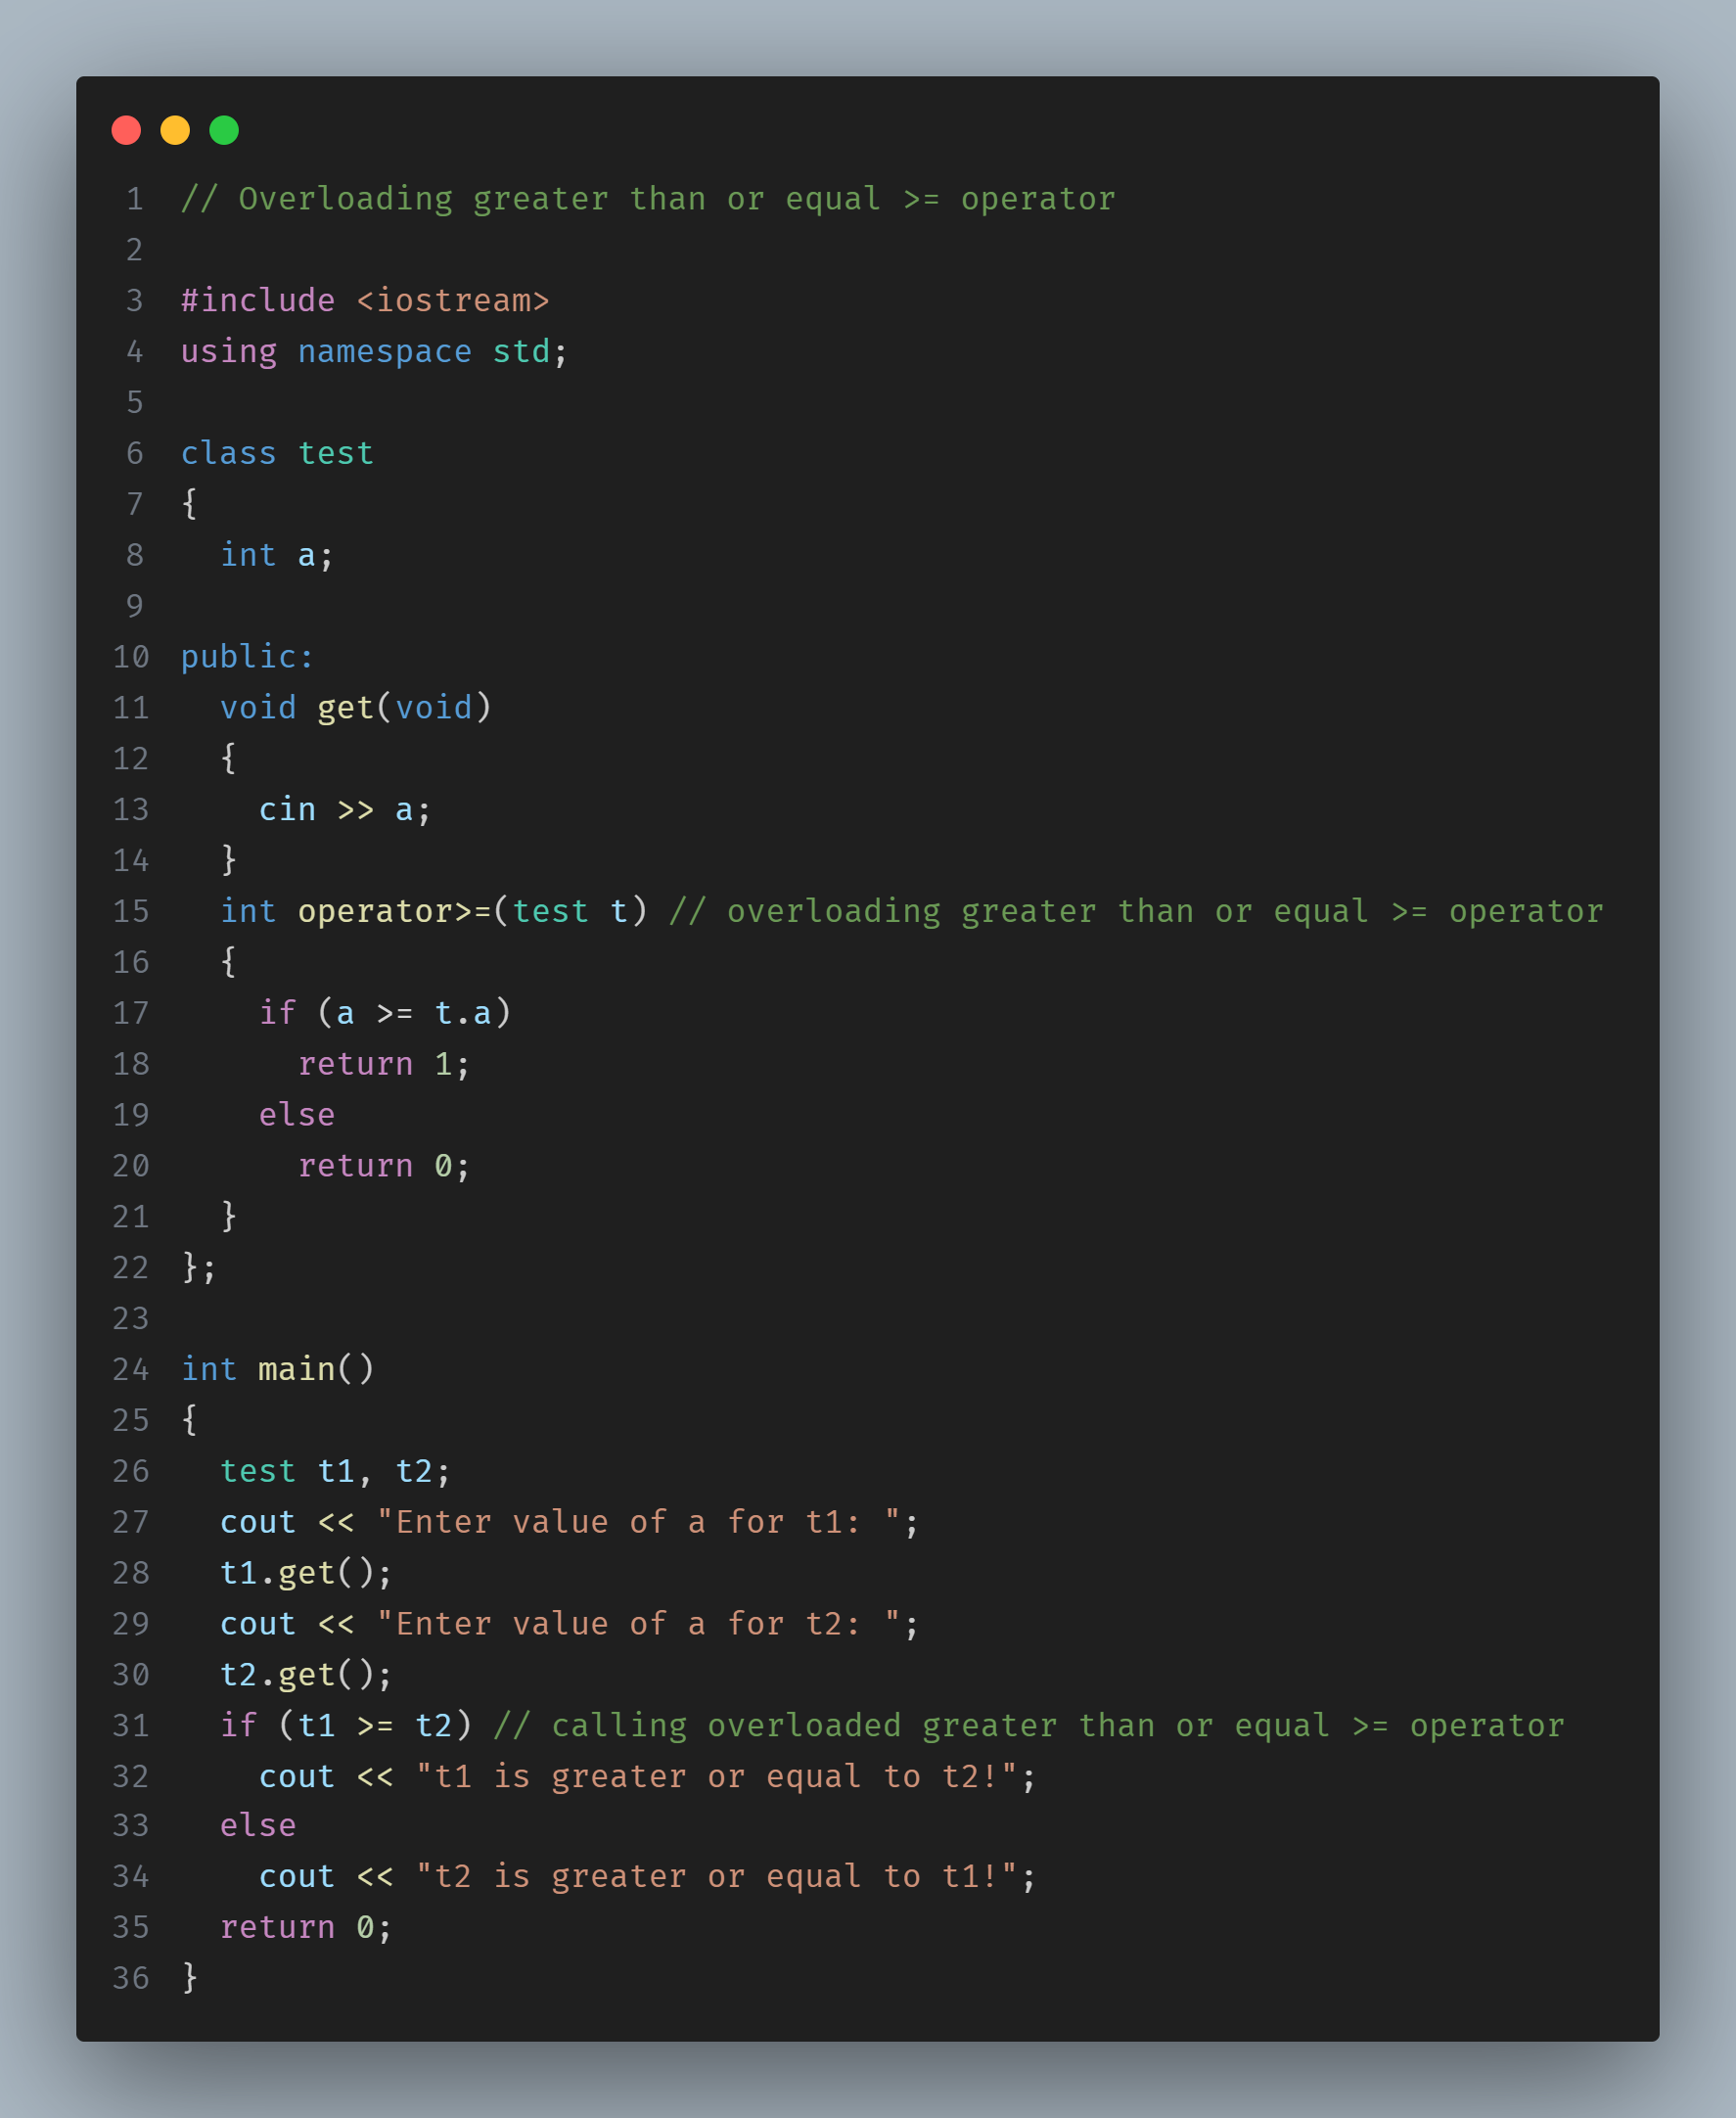 1 // Overloading greater than or equal >= operator
2
3 #include <iostream>
4 using namespace std;
5
6 class test
7 {
8   int a;
9
10 public:
11   void get(void)
12   {
13     cin >> a;
14   }
15   int operator>=(test t) // overloading greater than or equal >= operator
16   {
17     if (a >= t.a)
18       return 1;
19     else
20       return 0;
21   }
22 };
23
24 int main()
25 {
26   test t1, t2;
27   cout << "Enter value of a for t1: ";
28   t1.get();
29   cout << "Enter value of a for t2: ";
30   t2.get();
31   if (t1 >= t2) // calling overloaded greater than or equal >= operator
32     cout << "t1 is greater or equal to t2!";
33   else
34     cout << "t2 is greater or equal to t1!";
35   return 0;
36 }